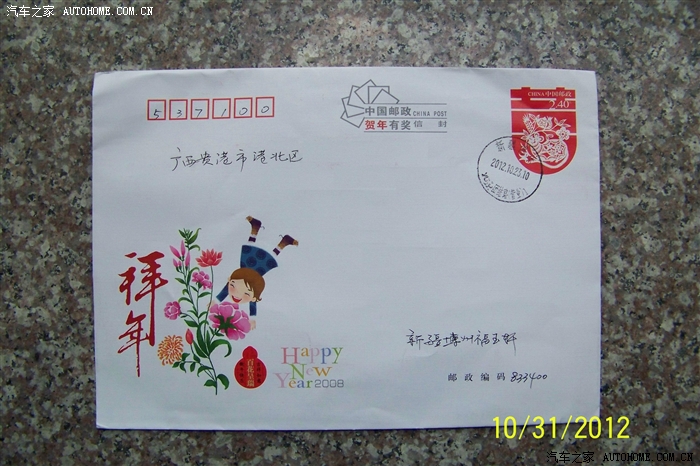 汽车之家 AUTOHOME.COM.CN
537100
中国邮政 CHINA POST
贺年有奖信封
CHINA 中国邮政
2.40
2012.10.23.10
广西贵港市港北区
拜年
Happy
New
Year 2008
新疆博州福玉轩
邮政编码 833400
10/31/2012
汽车之家 AUTOHOME.COM.CN